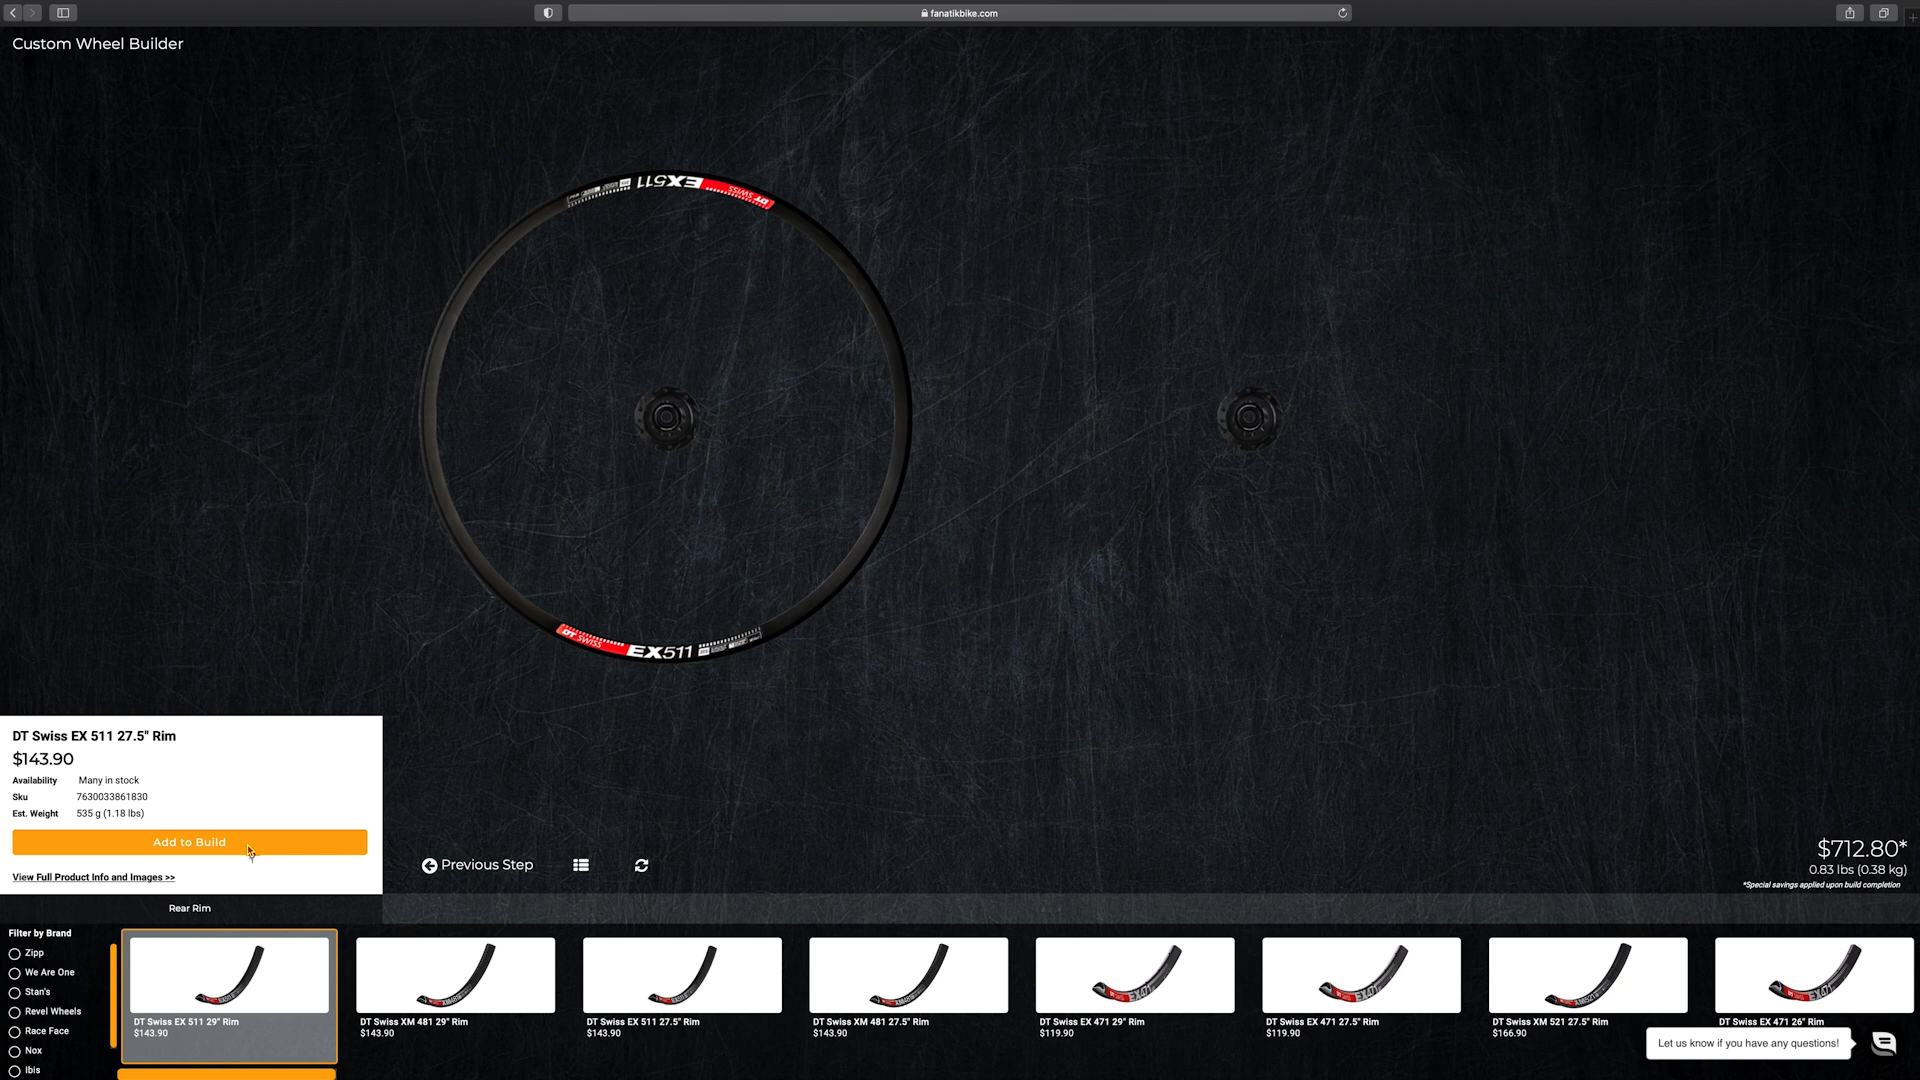 fanatikbike.com
Custom Wheel Builder
EX511
SWISS
DT
DT SWISS
EX511
DT Swiss EX 511 27.5" Rim
$143.90
Availability Many in stock
Sku 7630033861830
Est. Weight 535 g (1.18 lbs)
Add to Build
View Full Product Info and Images >>
Previous Step
$712.80*
0.83 lbs (0.38 kg)
*Special savings applied upon build completion
Rear Rim
Filter by Brand
Zipp
We Are One
Stan's
Revel Wheels
Race Face
Nox
Ibis
DT Swiss EX 511 29" Rim
$143.90
DT Swiss XM 481 29" Rim
$143.90
DT Swiss EX 511 27.5" Rim
$143.90
DT Swiss XM 481 27.5" Rim
$143.90
DT Swiss EX 471 29" Rim
$119.90
DT Swiss EX 471 27.5" Rim
$119.90
DT Swiss XM 521 27.5" Rim
$166.90
DT Swiss EX 471 26" Rim
Let us know if you have any questions!